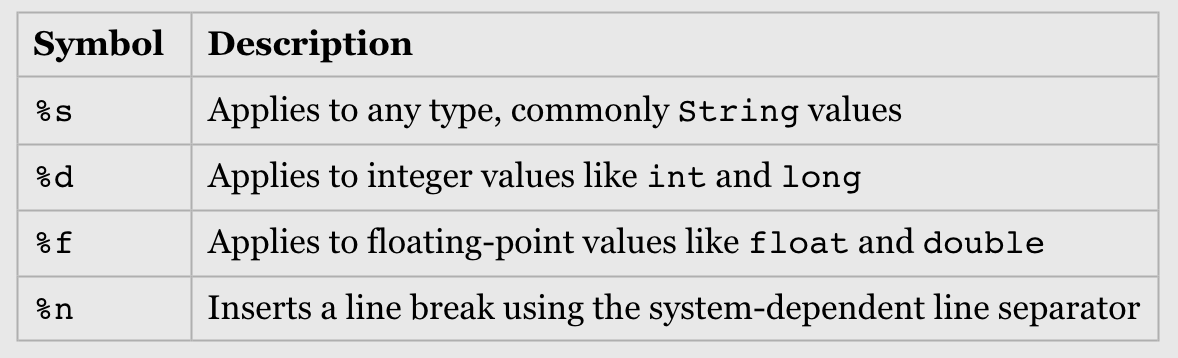 Symbol Description
%s Applies to any type, commonly String values
%d Applies to integer values like int and long
%f Applies to floating-point values like float and double
%n Inserts a line break using the system-dependent line separator